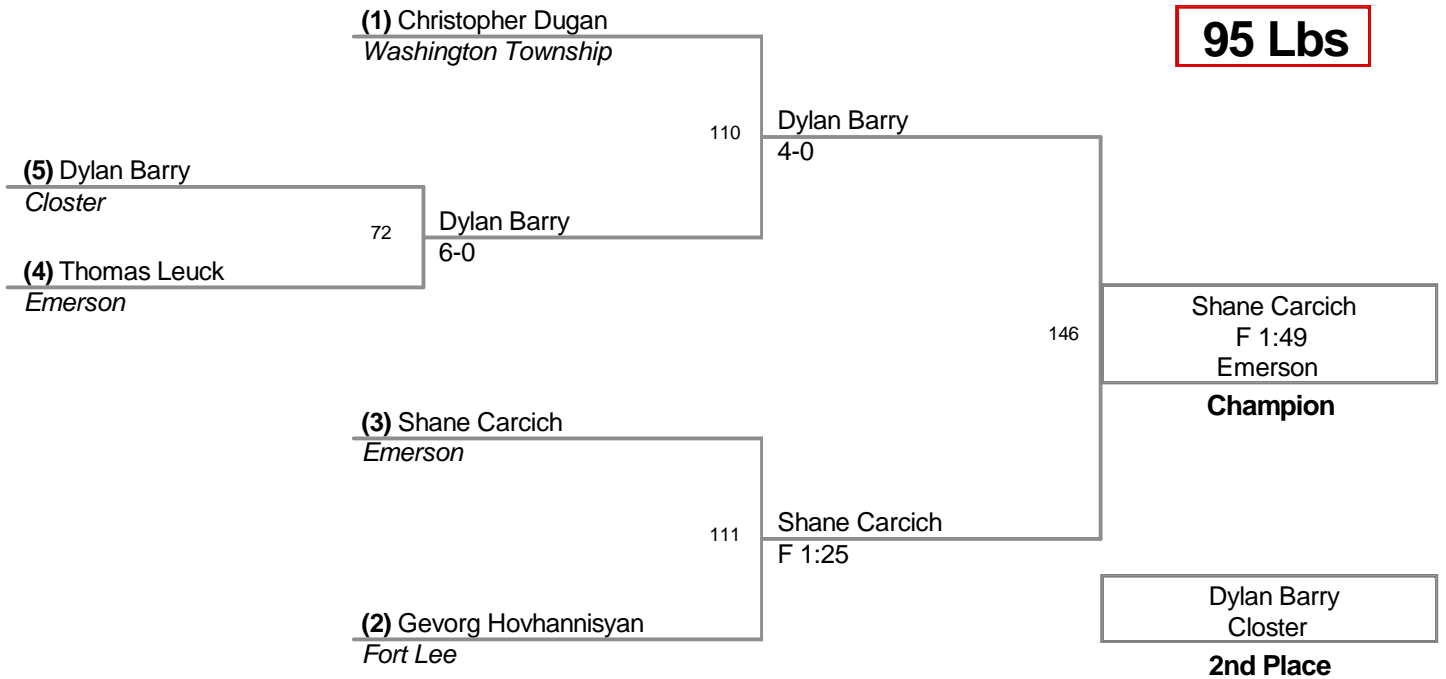 (1) Christopher Dugan
Washington Township
95 Lbs
110
Dylan Barry
4-0
(5) Dylan Barry
Closter
72
Dylan Barry
6-0
(4) Thomas Leuck
Emerson
146
Shane Carcich
F 1:49
Emerson
Champion
(3) Shane Carcich
Emerson
111
Shane Carcich
F 1:25
(2) Gevorg Hovhannisyan
Fort Lee
Dylan Barry
Closter
2nd Place